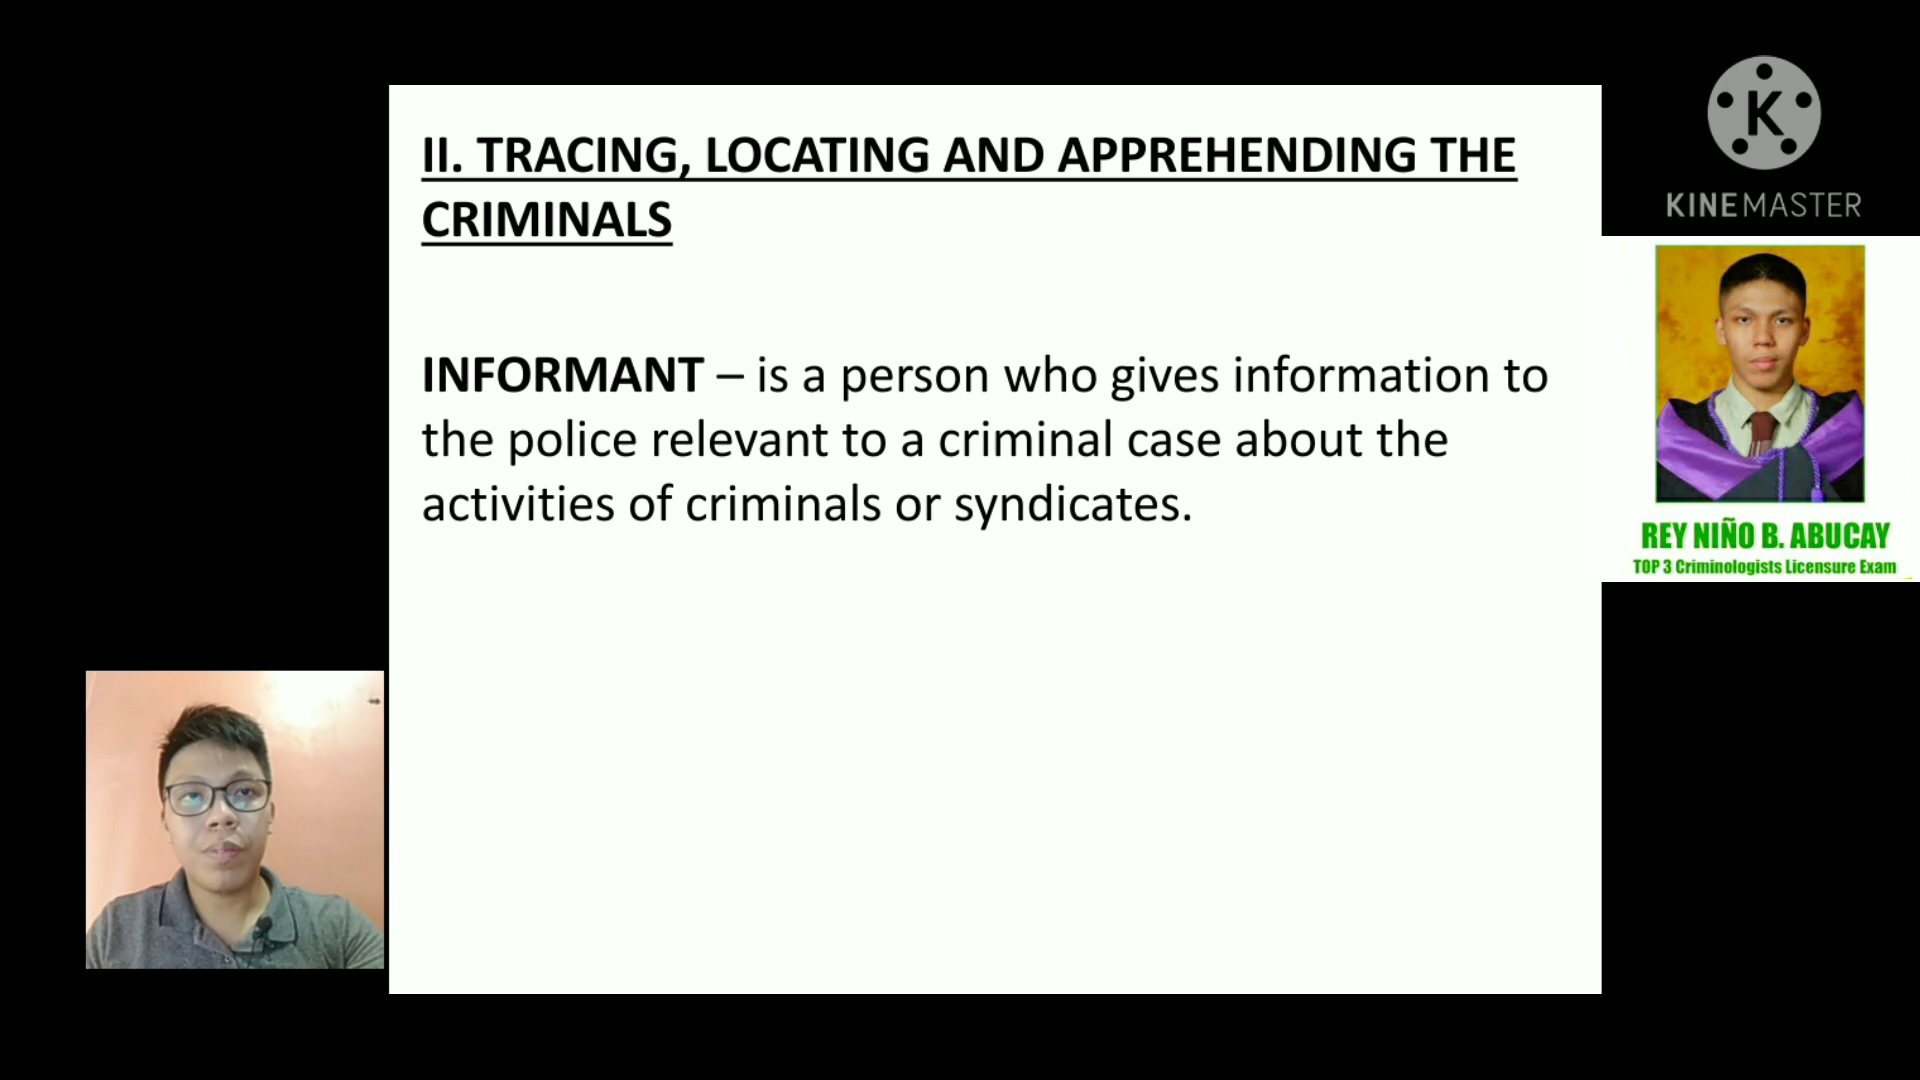 II. TRACING, LOCATING AND APPREHENDING THE
CRIMINALS
INFORMANT – is a person who gives information to
the police relevant to a criminal case about the
activities of criminals or syndicates.
K
KINEMASTER
REY NIÑO B. ABUCAY
TOP 3 Criminologists Licensure Exam